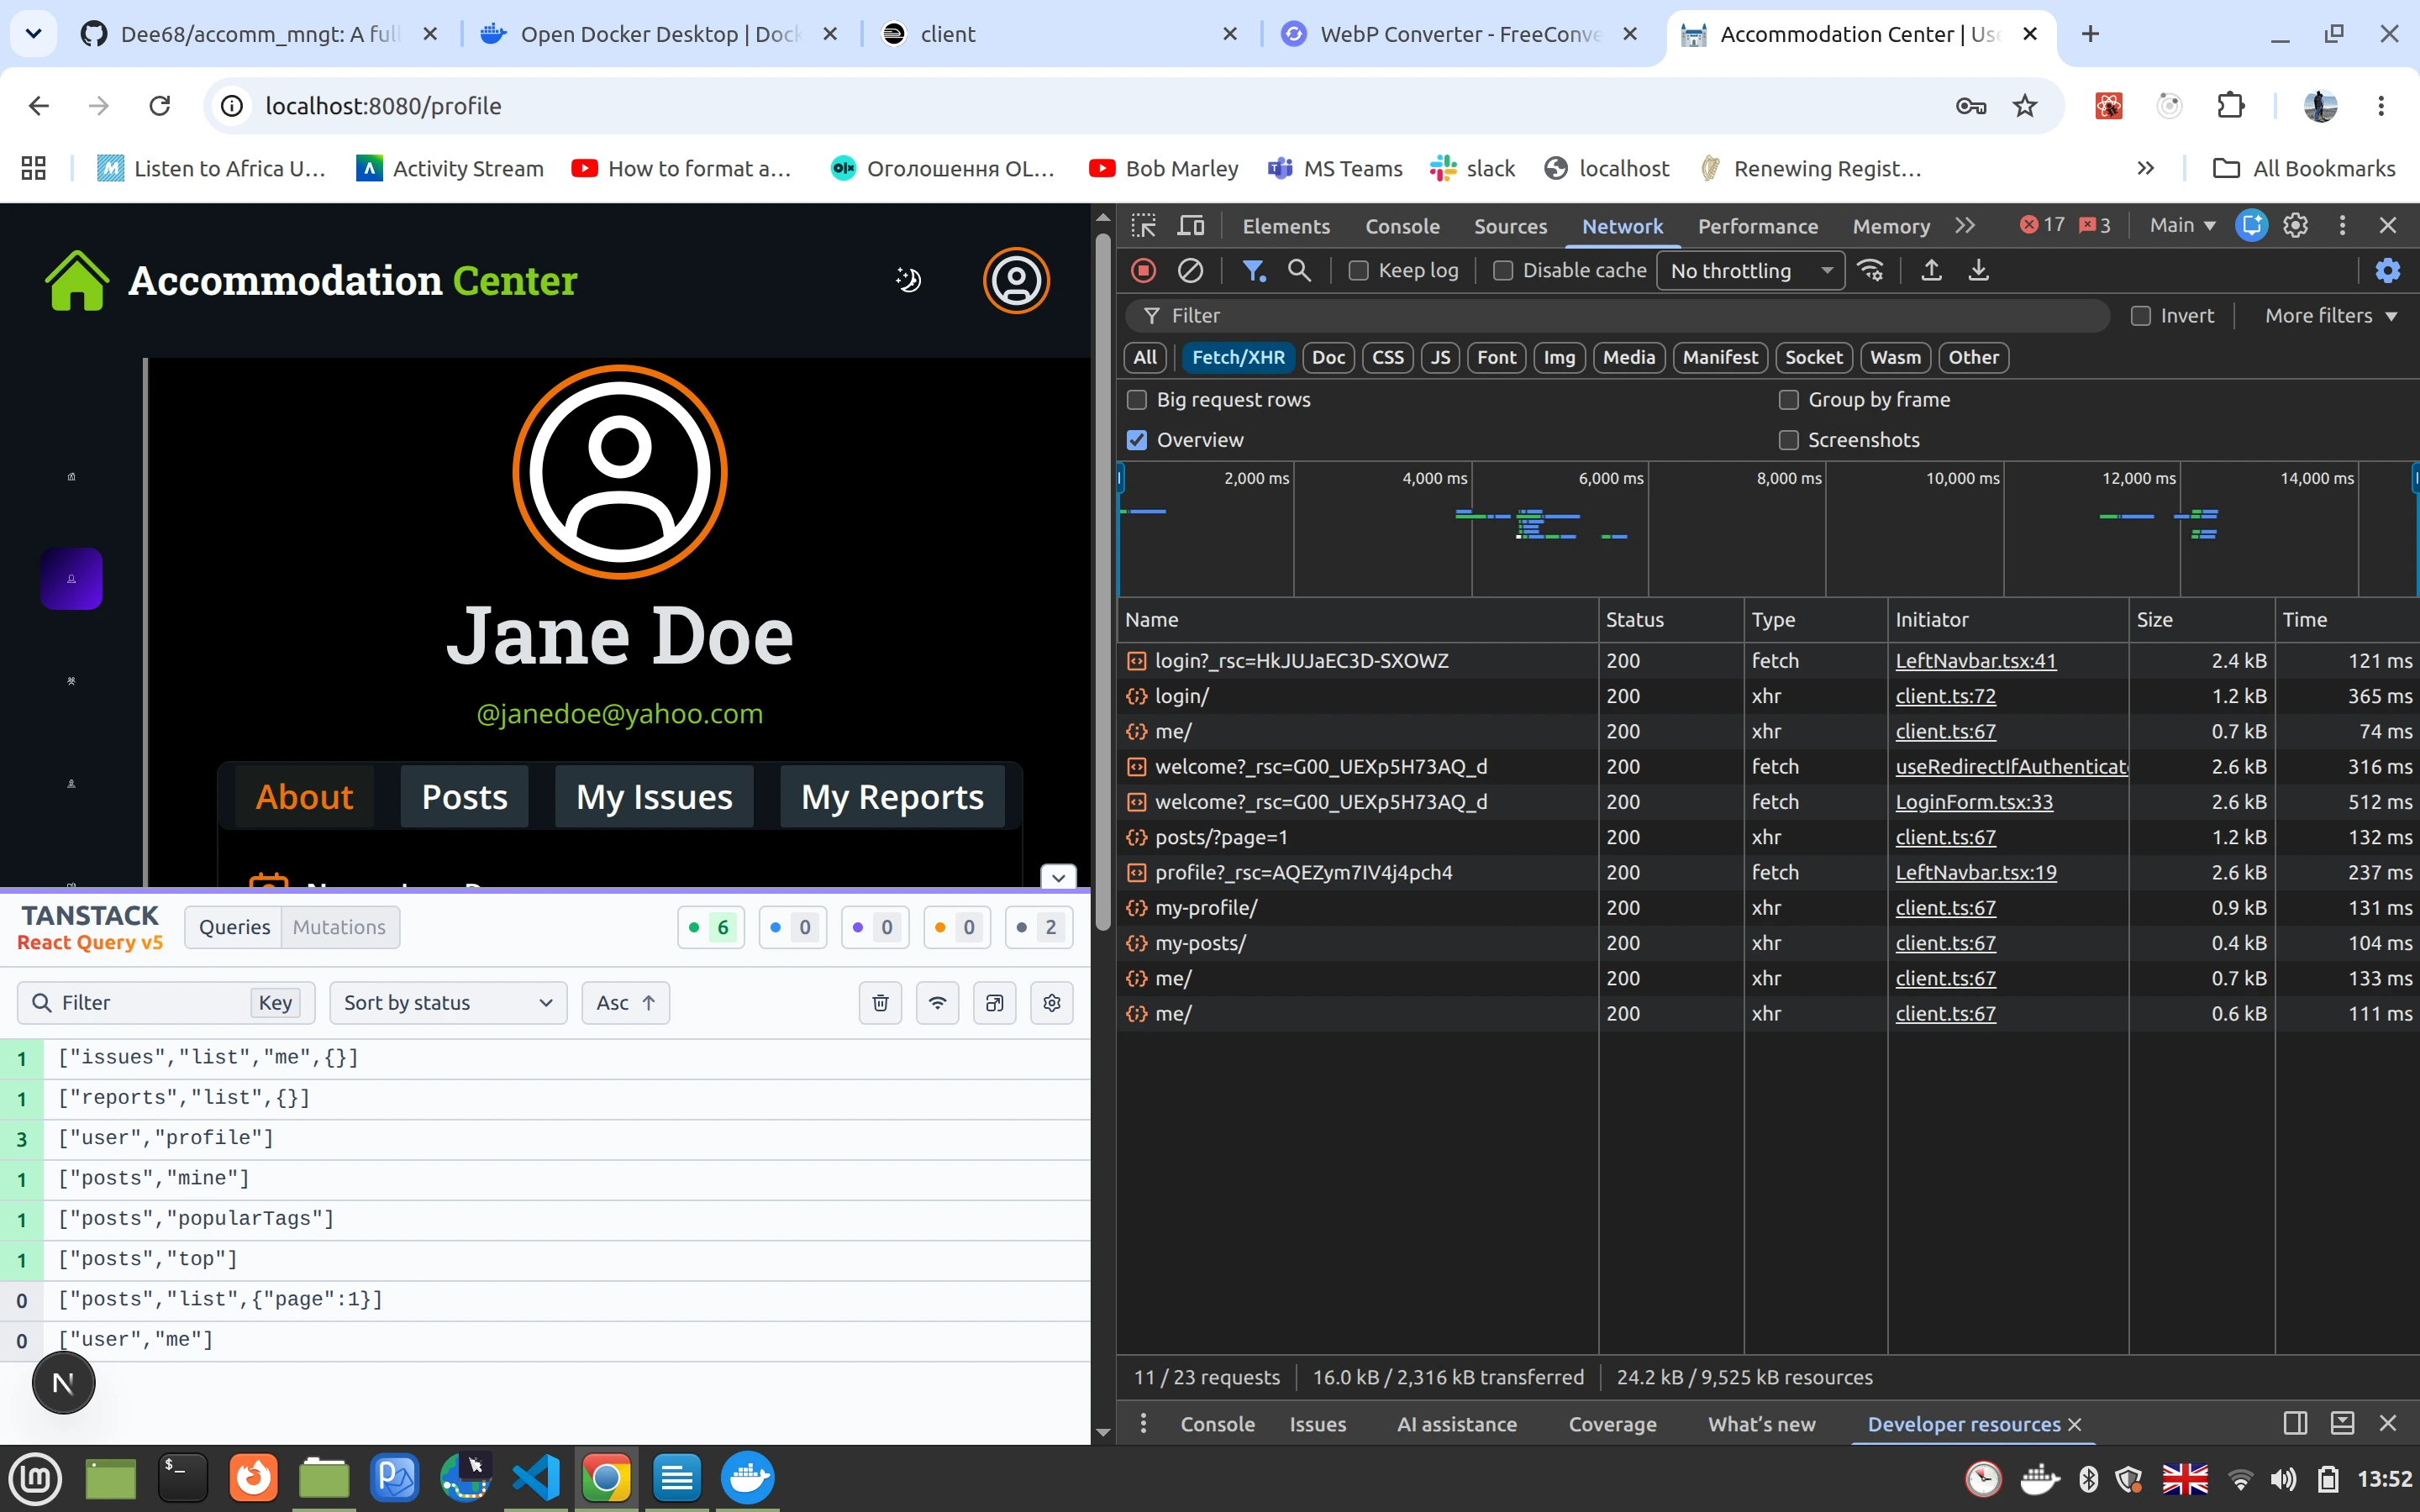 Dee68/accomm_mngt: A full
Open Docker Desktop | Dock
client
WebP Converter - FreeConve
Accommodation Center | Use
localhost:8080/profile
Listen to Africa U...
Activity Stream
How to format a...
Оголошення OL...
Bob Marley
MS Teams
slack
localhost
Renewing Regist...
All Bookmarks
Accommodation Center
Jane Doe
@janedoe@yahoo.com
About
Posts
My Issues
My Reports
TANSTACK
React Query v5
Queries
Mutations
6
0
0
0
2
Filter
Key
Sort by status
Asc
1 ["issues","list","me",{}]
1 ["reports","list",{}]
3 ["user","profile"]
1 ["posts","mine"]
1 ["posts","popularTags"]
1 ["posts","top"]
0 ["posts","list",{"page":1}]
0 ["user","me"]
N
Elements
Console
Sources
Network
Performance
Memory
17
3
Main
Keep log
Disable cache
No throttling
Filter
Invert
More filters
All
Fetch/XHR
Doc
CSS
JS
Font
Img
Media
Manifest
Socket
Wasm
Other
Big request rows
Group by frame
Overview
Screenshots
2,000 ms
4,000 ms
6,000 ms
8,000 ms
10,000 ms
12,000 ms
14,000 ms
Name Status Type Initiator Size Time
login?_rsc=HkJUJaEC3D-SXOWZ 200 fetch LeftNavbar.tsx:41 2.4 kB 121 ms
login/ 200 xhr client.ts:72 1.2 kB 365 ms
me/ 200 xhr client.ts:67 0.7 kB 74 ms
welcome?_rsc=G00_UEXp5H73AQ_d 200 fetch useRedirectIfAuthenticat 2.6 kB 316 ms
welcome?_rsc=G00_UEXp5H73AQ_d 200 fetch LoginForm.tsx:33 2.6 kB 512 ms
posts/?page=1 200 xhr client.ts:67 1.2 kB 132 ms
profile?_rsc=AQEZym7IV4j4pch4 200 fetch LeftNavbar.tsx:19 2.6 kB 237 ms
my-profile/ 200 xhr client.ts:67 0.9 kB 131 ms
my-posts/ 200 xhr client.ts:67 0.4 kB 104 ms
me/ 200 xhr client.ts:67 0.7 kB 133 ms
me/ 200 xhr client.ts:67 0.6 kB 111 ms
11 / 23 requests
16.0 kB / 2,316 kB transferred
24.2 kB / 9,525 kB resources
Console
Issues
AI assistance
Coverage
What's new
Developer resources
13:52